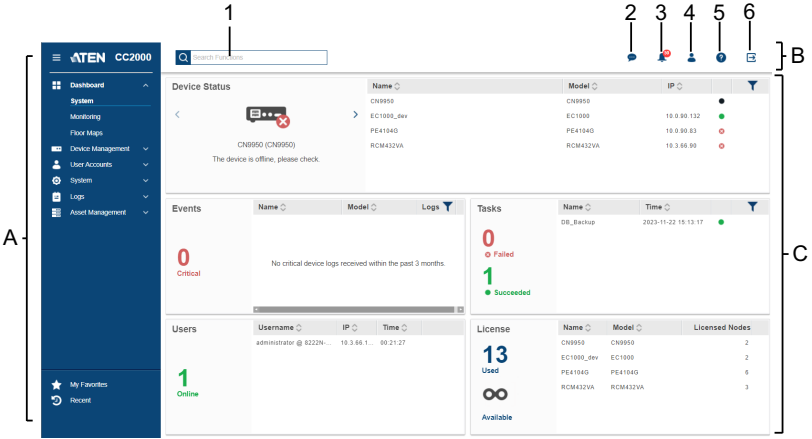 1
2 3 4 5 6
A
B
C
ATEN CC2000
Search Functions
Dashboard
System
Monitoring
Floor Maps
Device Management
User Accounts
System
Logs
Asset Management
My Favorites
Recent
Device Status
CN9950 (CN9950)
The device is offline, please check.
Name Model IP
CN9950 CN9950
EC1000_dev EC1000 10.0.90.132
PE4104G PE4104G 10.0.90.83
RCM432VA RCM432VA 10.3.66.90
Events
0
Critical
Name Model Logs
No critical device logs received within the past 3 months.
Tasks
0
Failed
1
Succeeded
Name Time
DB_Backup 2023-11-22 15:13:17
Users
1
Online
Username IP Time
administrator @ 8222N-... 10.3.66.1... 00:21:27
License
13
Used
Available
Name Model Licensed Nodes
CN9950 CN9950 2
EC1000_dev EC1000 2
PE4104G PE4104G 6
RCM432VA RCM432VA 3